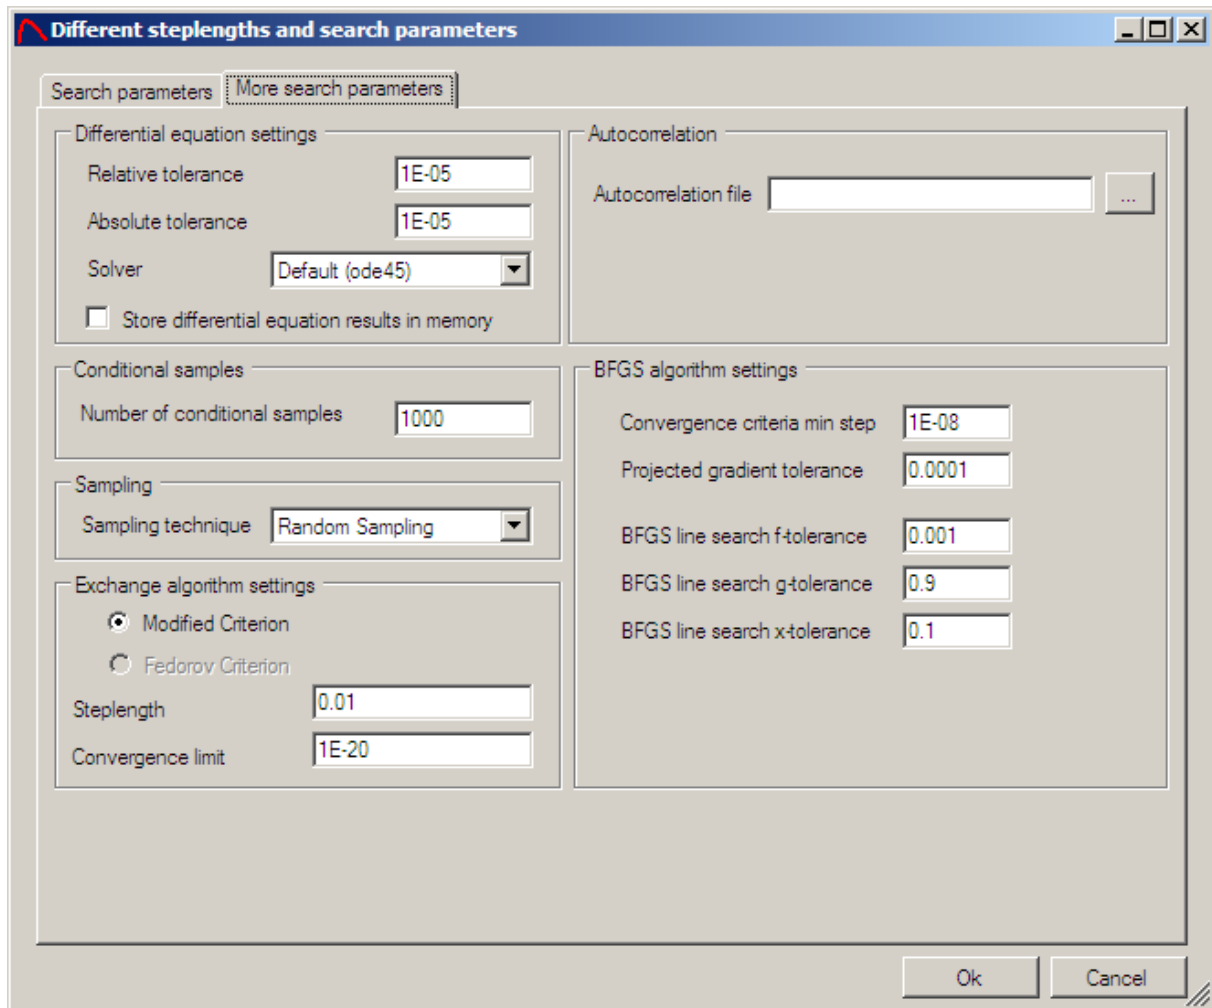 Different steplengths and search parameters
Search parameters
More search parameters
Differential equation settings
Relative tolerance
1E-05
Absolute tolerance
1E-05
Solver
Default (ode45)
Store differential equation results in memory
Autocorrelation
Autocorrelation file
...
Conditional samples
Number of conditional samples
1000
Sampling
Sampling technique
Random Sampling
Exchange algorithm settings
Modified Criterion
Fedorov Criterion
Steplength
0.01
Convergence limit
1E-20
BFGS algorithm settings
Convergence criteria min step
1E-08
Projected gradient tolerance
0.0001
BFGS line search f-tolerance
0.001
BFGS line search g-tolerance
0.9
BFGS line search x-tolerance
0.1
Ok
Cancel